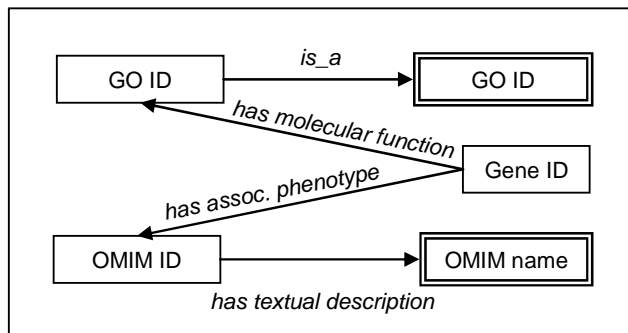 is_a
GO ID
GO ID
has molecular function
Gene ID
has assoc. phenotype
OMIM ID
OMIM name
has textual description